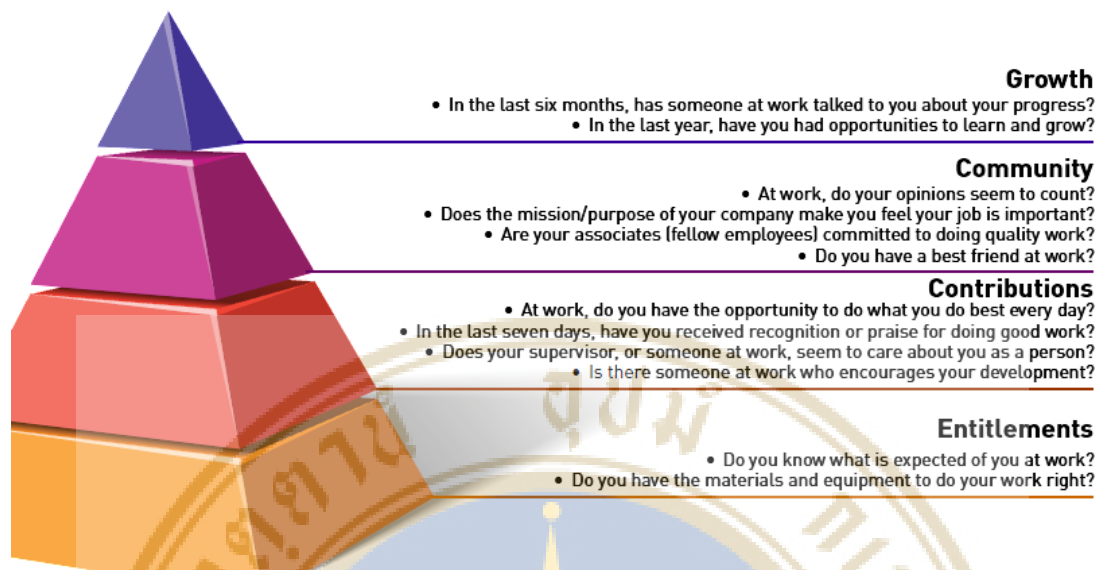 Growth
• In the last six months, has someone at work talked to you about your progress?
• In the last year, have you had opportunities to learn and grow?
Community
• At work, do your opinions seem to count?
• Does the mission/purpose of your company make you feel your job is important?
• Are your associates (fellow employees) committed to doing quality work?
• Do you have a best friend at work?
Contributions
• At work, do you have the opportunity to do what you do best every day?
• In the last seven days, have you received recognition or praise for doing good work?
• Does your supervisor, or someone at work, seem to care about you as a person?
• Is there someone at work who encourages your development?
Entitlements
• Do you know what is expected of you at work?
• Do you have the materials and equipment to do your work right?